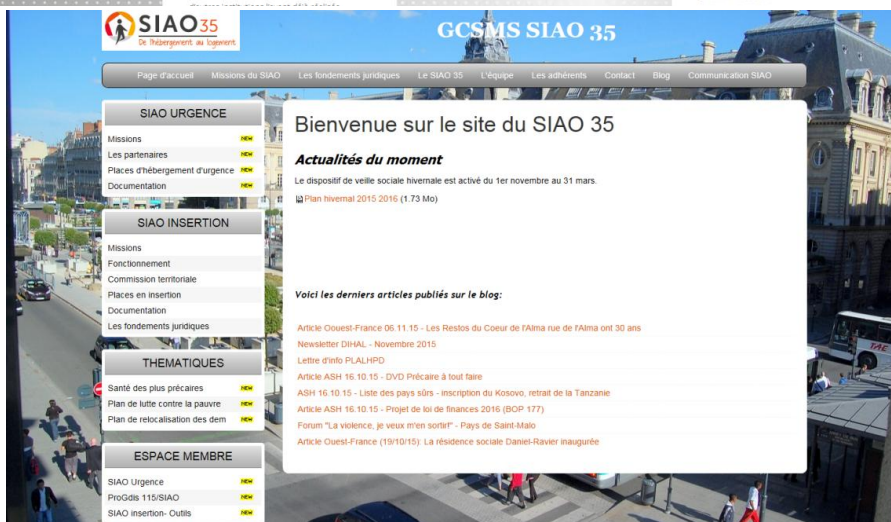 SIAO35
De l'hébergement au logement
GCSMS SIAO 35
Page d'accueil Missions du SIAO Les fondements juridiques Le SIAO 35 L'équipe Les adhérents Contact Blog Communication SIAO
SIAO URGENCE
Missions NEW
Les partenaires NEW
Places d'hébergement d'urgence NEW
Documentation NEW
SIAO INSERTION
Missions
Fonctionnement
Commission territoriale
Places en insertion
Documentation
Les fondements juridiques
THEMATIQUES
Santé des plus précaires NEW
Plan de lutte contre la pauvre NEW
Plan de relocalisation des dem NEW
ESPACE MEMBRE
SIAO Urgence NEW
ProGdis 115/SIAO NEW
SIAO insertion- Outils NEW
Bienvenue sur le site du SIAO 35
Actualités du moment
Le dispositif de veille sociale hivernale est activé du 1er novembre au 31 mars.
Plan hivernal 2015 2016 (1.73 Mo)
Voici les derniers articles publiés sur le blog:
Article Oouest-France 06.11.15 - Les Restos du Coeur de l'Alma rue de l'Alma ont 30 ans
Newsletter DIHAL - Novembre 2015
Lettre d'info PLALHPD
Article ASH 16.10.15 - DVD Précaire à tout faire
ASH 16.10.15 - Liste des pays sûrs - inscription du Kosovo, retrait de la Tanzanie
Article ASH 16.10.15 - Projet de loi de finances 2016 (BOP 177)
Forum "La violence, je veux m'en sortir!" - Pays de Saint-Malo
Article Ouest-France (19/10/15): La résidence sociale Daniel-Ravier inaugurée
TAC